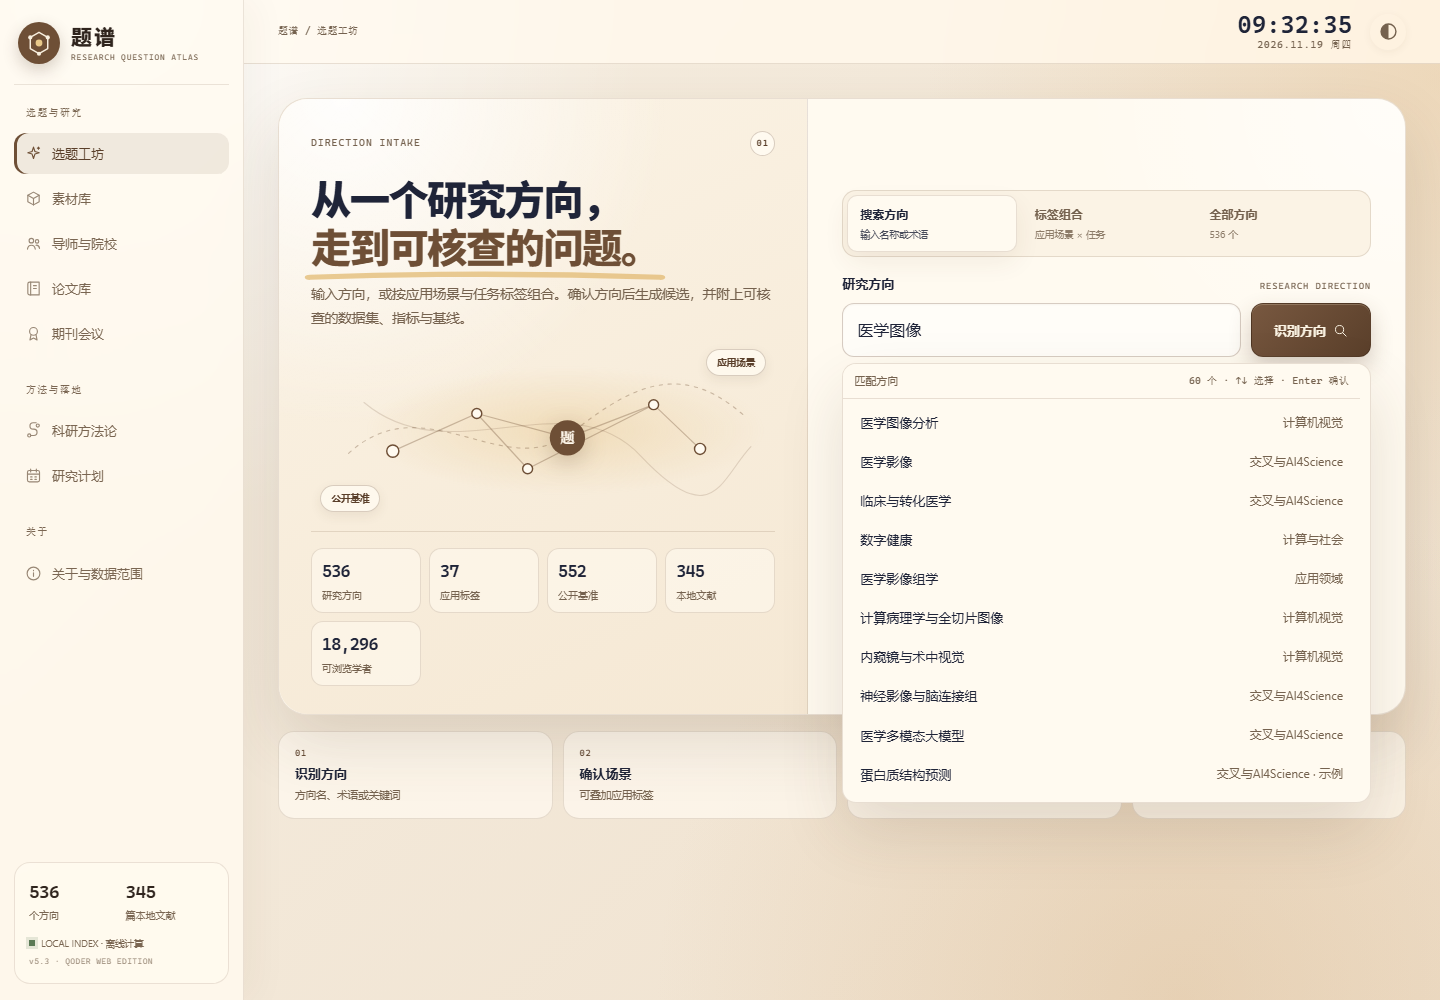 题谱
RESEARCH QUESTION ATLAS
选题与研究
选题工坊
素材库
导师与院校
论文库
期刊会议
方法与落地
科研方法论
研究计划
关于
关于与数据范围
536
个方向
345
篇本地文献
LOCAL INDEX · 离线计算
v5.3 · QODER WEB EDITION
题谱 / 选题工坊
09:32:35
2026.11.19 周四
DIRECTION INTAKE
01
从一个研究方向，
走到可核查的问题。
输入方向，或按应用场景与任务标签组合。确认方向后生成候选，并附上可核
查的数据集、指标与基线。
应用场景
题
公开基准
536
研究方向
37
应用标签
552
公开基准
345
本地文献
18,296
可浏览学者
搜索方向
输入名称或术语
标签组合
应用场景 × 任务
全部方向
536 个
研究方向
RESEARCH DIRECTION
医学图像
识别方向
匹配方向
60 个 · ↑↓ 选择 · Enter 确认
医学图像分析 计算机视觉
医学影像 交叉与AI4Science
临床与转化医学 交叉与AI4Science
数字健康 计算与社会
医学影像组学 应用领域
计算病理学与全切片图像 计算机视觉
内窥镜与术中视觉 计算机视觉
神经影像与脑连接组 交叉与AI4Science
医学多模态大模型 交叉与AI4Science
蛋白质结构预测 交叉与AI4Science · 示例
01
识别方向
方向名、术语或关键词
02
确认场景
可叠加应用标签